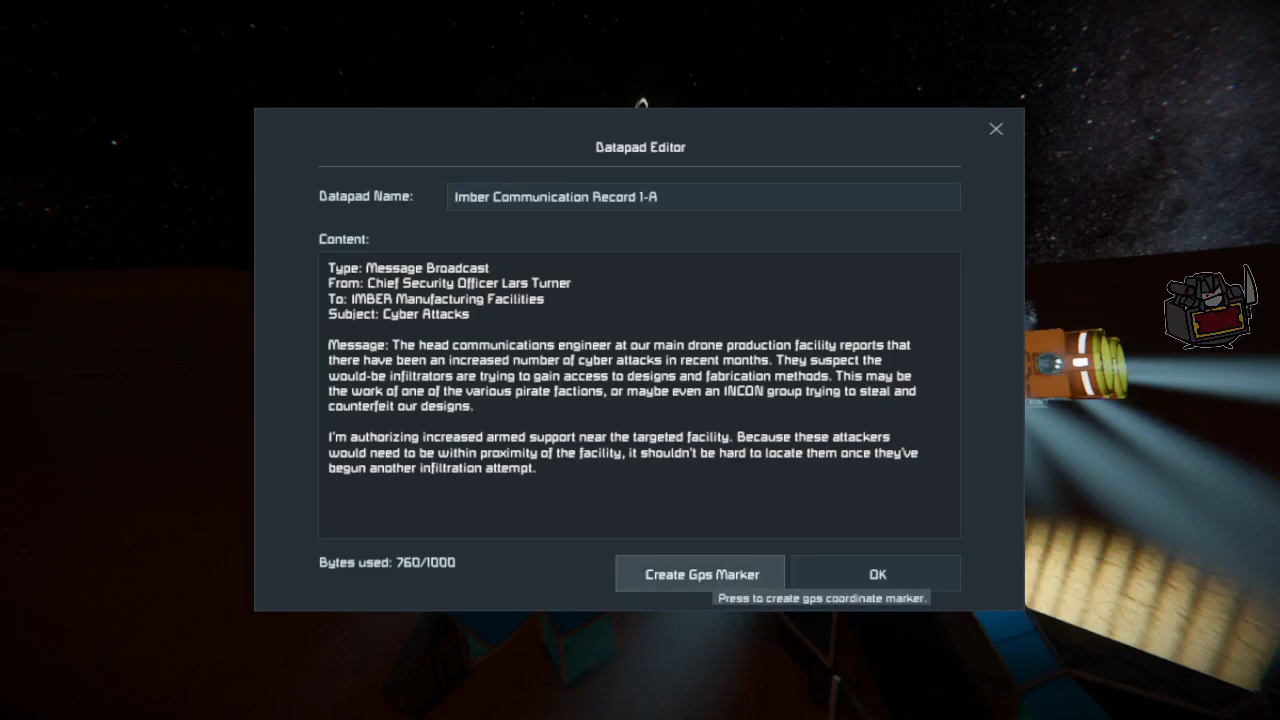 Datapad Editor
Datapad Name: Imber Communication Record 1-A
Content:
Type: Message Broadcast
From: Chief Security Officer Lars Turner
To: IMBER Manufacturing Facilities
Subject: Cyber Attacks
Message: The head communications engineer at our main drone production facility reports that
there have been an increased number of cyber attacks in recent months. They suspect the
would-be infiltrators are trying to gain access to designs and fabrication methods. This may be
the work of one of the various pirate factions, or maybe even an INCON group trying to steal and
counterfeit our designs.
I'm authorizing increased armed support near the targeted facility. Because these attackers
would need to be within proximity of the facility, it shouldn't be hard to locate them once they've
begun another infiltration attempt.
Bytes used: 760/1000
Create Gps Marker
OK
Press to create gps coordinate marker.